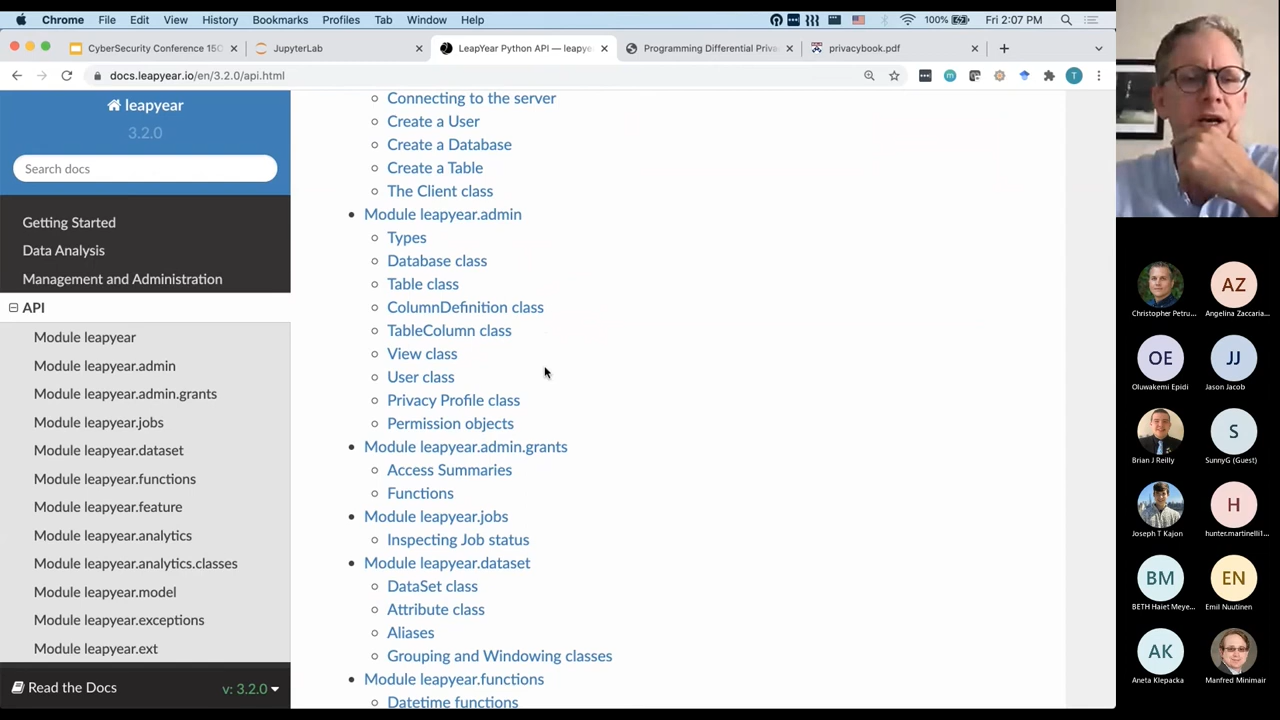 Chrome File Edit View History Bookmarks Profiles Tab Window Help 100% Fri 2:07 PM
CyberSecurity Conference 150 JupyterLab LeapYear Python API — leapye Programming Differential Priva privacybook.pdf
docs.leapyear.io/en/3.2.0/api.html T
leapyear
3.2.0
Search docs
Getting Started
Data Analysis
Management and Administration
API
Module leapyear
Module leapyear.admin
Module leapyear.admin.grants
Module leapyear.jobs
Module leapyear.dataset
Module leapyear.functions
Module leapyear.feature
Module leapyear.analytics
Module leapyear.analytics.classes
Module leapyear.model
Module leapyear.exceptions
Module leapyear.ext
Read the Docs v: 3.2.0
Connecting to the server
Create a User
Create a Database
Create a Table
The Client class
Module leapyear.admin
Types
Database class
Table class
ColumnDefinition class
TableColumn class
View class
User class
Privacy Profile class
Permission objects
Module leapyear.admin.grants
Access Summaries
Functions
Module leapyear.jobs
Inspecting Job status
Module leapyear.dataset
DataSet class
Attribute class
Aliases
Grouping and Windowing classes
Module leapyear.functions
Datetime functions
AZ
Christopher Petru... Angelina Zaccaria...
OE JJ
Oluwakemi Epidi Jason Jacob
S
Brian J Reilly SunnyG (Guest)
H
Joseph T Kajon hunter.martinelli1...
BM EN
BETH Haiet Meye... Emil Nuutinen
AK
Aneta Klepacka Manfred Minimair